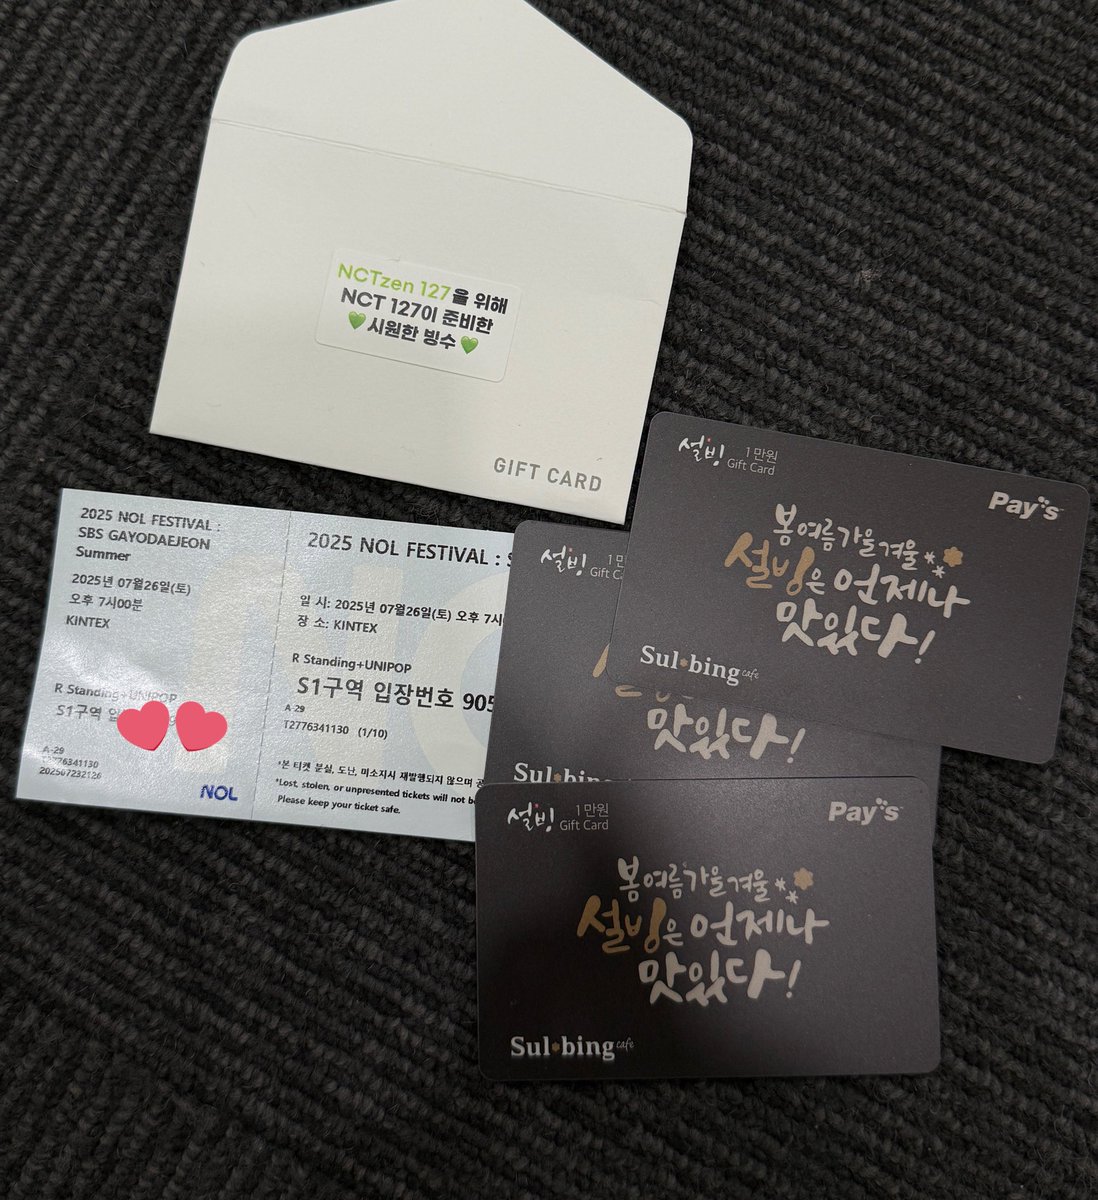 NCTzen 127을 위해
NCT 127이 준비한
💚시원한 빙수💚
GIFT CARD
2025 NOL FESTIVAL :
SBS GAYODAEJEON
Summer
2025년 07월26일(토)
오후 7시00분
KINTEX
R Standing+UNIPOP
S1구역
A-29
T2776341130
202507232126
NOL
2025 NOL FESTIVAL : S
일 시: 2025년 07월26일(토) 오후 7시
장 소: KINTEX
R Standing+UNIPOP
S1구역 입장번호 905
A-29
T2776341130 (1/10)
*본 티켓 분실, 도난, 미소지시 재발행되지 않으며 공
*Lost, stolen, or unpresented tickets will not be
Please keep your ticket safe.
설빙 1만원
Gift Card
Pay's
봄여름가을겨울
설빙은 언제나
맛있다!
Sul·bing cafe
설빙
Gift
맛있다!
Sul·bing
설빙 1만원
Gift Card
Pay's
봄여름가을겨울
설빙은 언제나
맛있다!
Sul·bing cafe